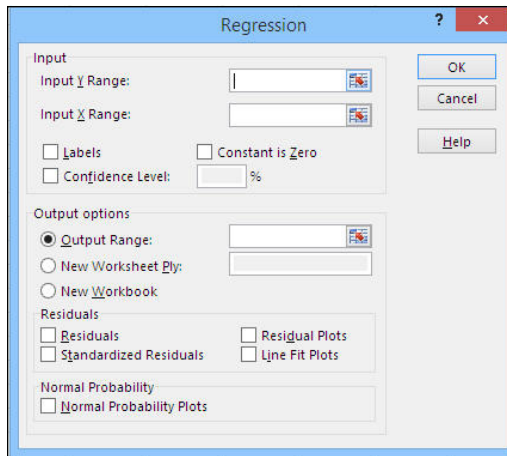 Regression
?
×
Input
Input Y Range:
Input X Range:
Labels
Constant is Zero
Confidence Level:
%
OK
Cancel
Help
Output options
Output Range:
New Worksheet Ply:
New Workbook
Residuals
Residuals
Residual Plots
Standardized Residuals
Line Fit Plots
Normal Probability
Normal Probability Plots